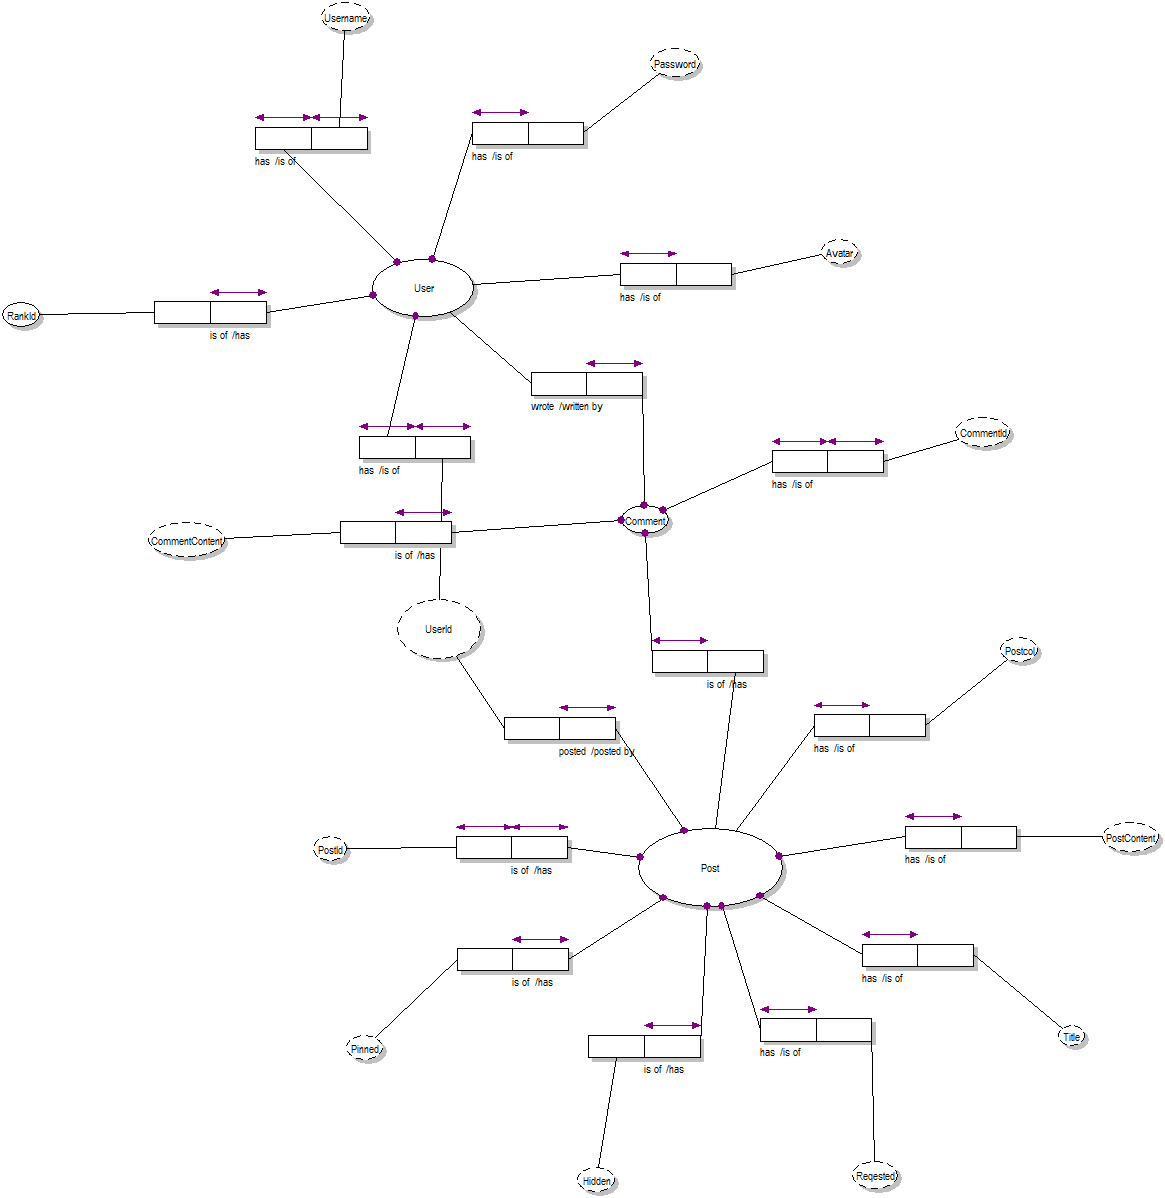 Username
Password
has /is of
has /is of
Avatar
User
has /is of
RankId
is of /has
wrote /written by
CommentId
has /is of
has /is of
Comment
CommentContent
is of /has
UserId
Postcol
is of /has
posted /posted by
has /is of
PostId
PostContent
is of /has
has /is of
Post
is of /has
has /is of
Pinned
Title
is of /has
has /is of
Hidden
Reqested